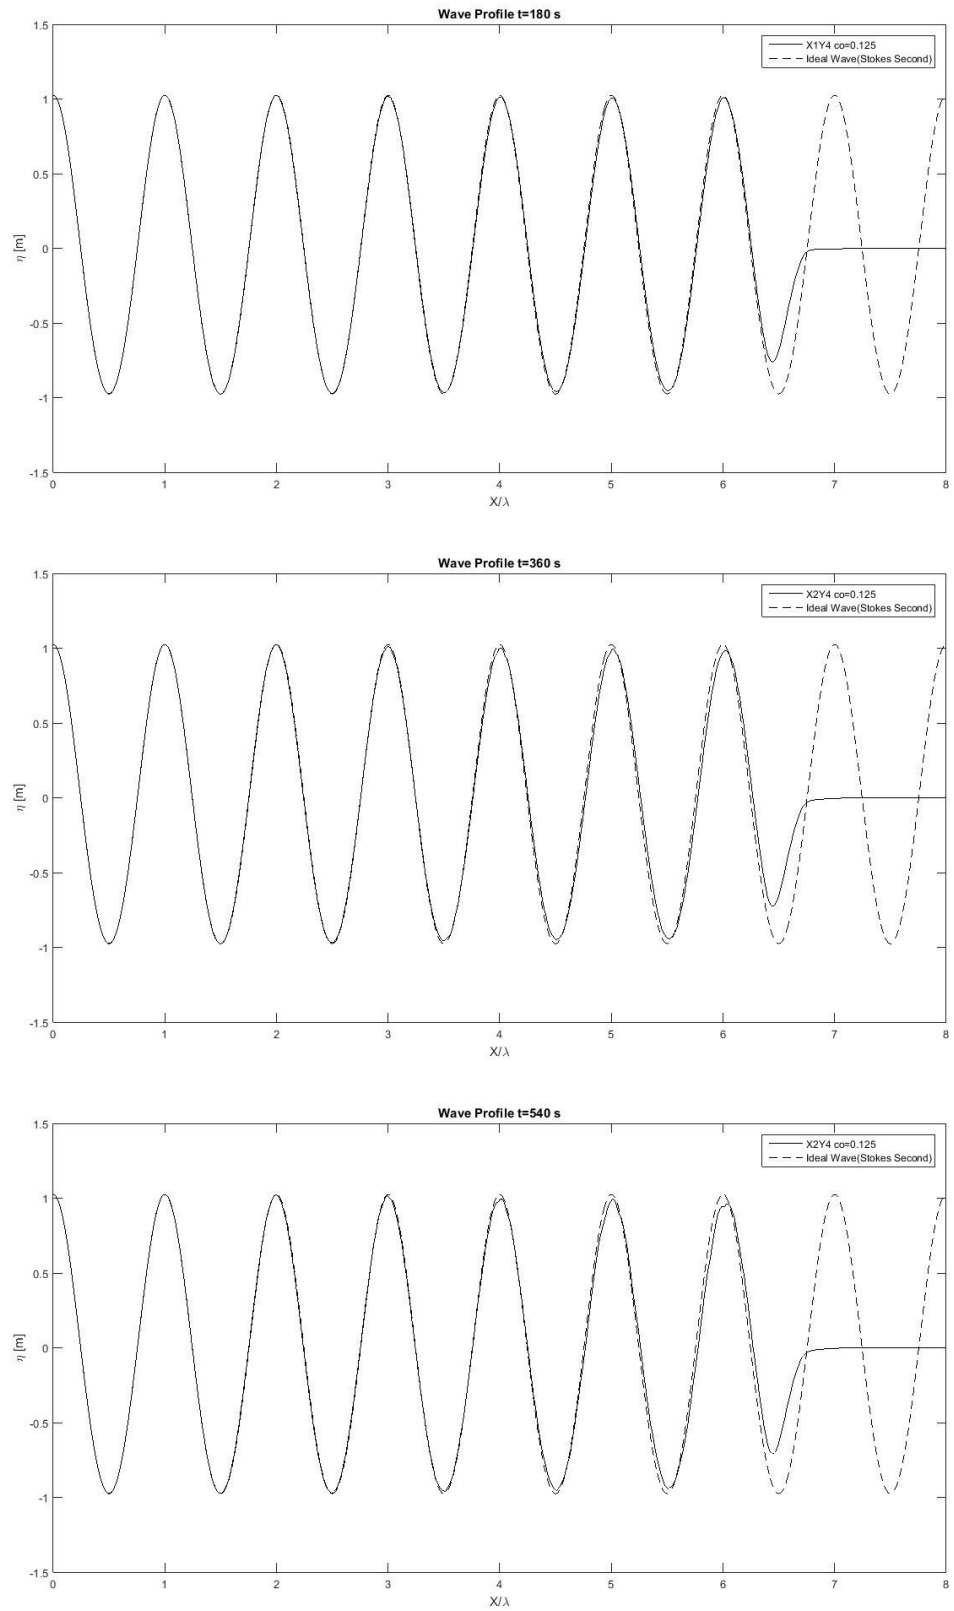 Wave Profile t=180 s
X1Y4 co=0.125
Ideal Wave(Stokes Second)
1.5
1
0.5
0
-0.5
-1
-1.5
η [m]
0 1 2 3 4 5 6 7 8
X/λ
Wave Profile t=360 s
X2Y4 co=0.125
Ideal Wave(Stokes Second)
1.5
1
0.5
0
-0.5
-1
-1.5
η [m]
0 1 2 3 4 5 6 7 8
X/λ
Wave Profile t=540 s
X2Y4 co=0.125
Ideal Wave(Stokes Second)
1.5
1
0.5
0
-0.5
-1
-1.5
η [m]
0 1 2 3 4 5 6 7 8
X/λ